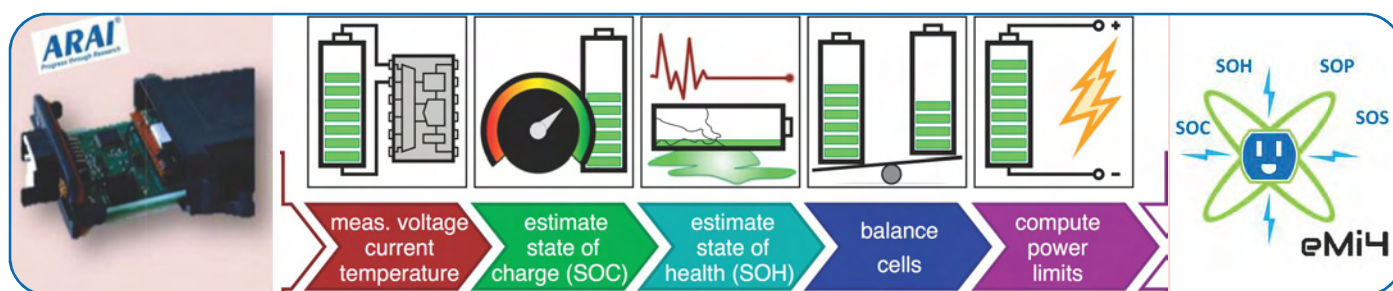 ARAI®
Progress through Research
meas. voltage
current
temperature
estimate
state of
charge (SOC)
estimate
state of
health (SOH)
balance
cells
compute
power
limits
+
-
SOH
SOP
SOC
SOS
eMi4